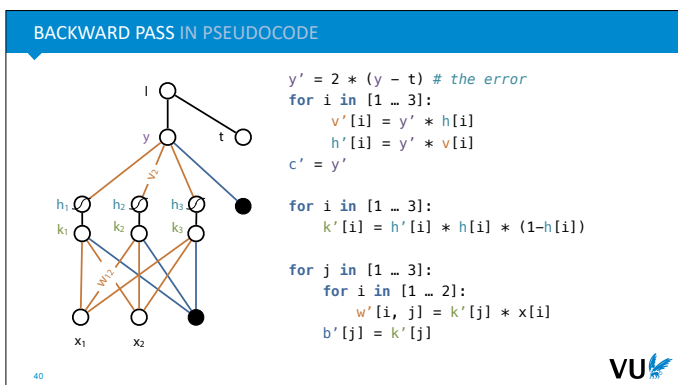 BACKWARD PASS IN PSEUDOCODE
l
y
t
v2
h₁
h₂
h₃
k₁
k₂
k₃
w12
x₁
x₂
y’ = 2 * (y - t) # the error
for i in [1 … 3]:
v’[i] = y’ * h[i]
h’[i] = y’ * v[i]
c’ = y’
for i in [1 … 3]:
k’[i] = h’[i] * h[i] * (1-h[i])
for j in [1 … 3]:
for i in [1 … 2]:
w’[i, j] = k’[j] * x[i]
b’[j] = k’[j]
40
VU